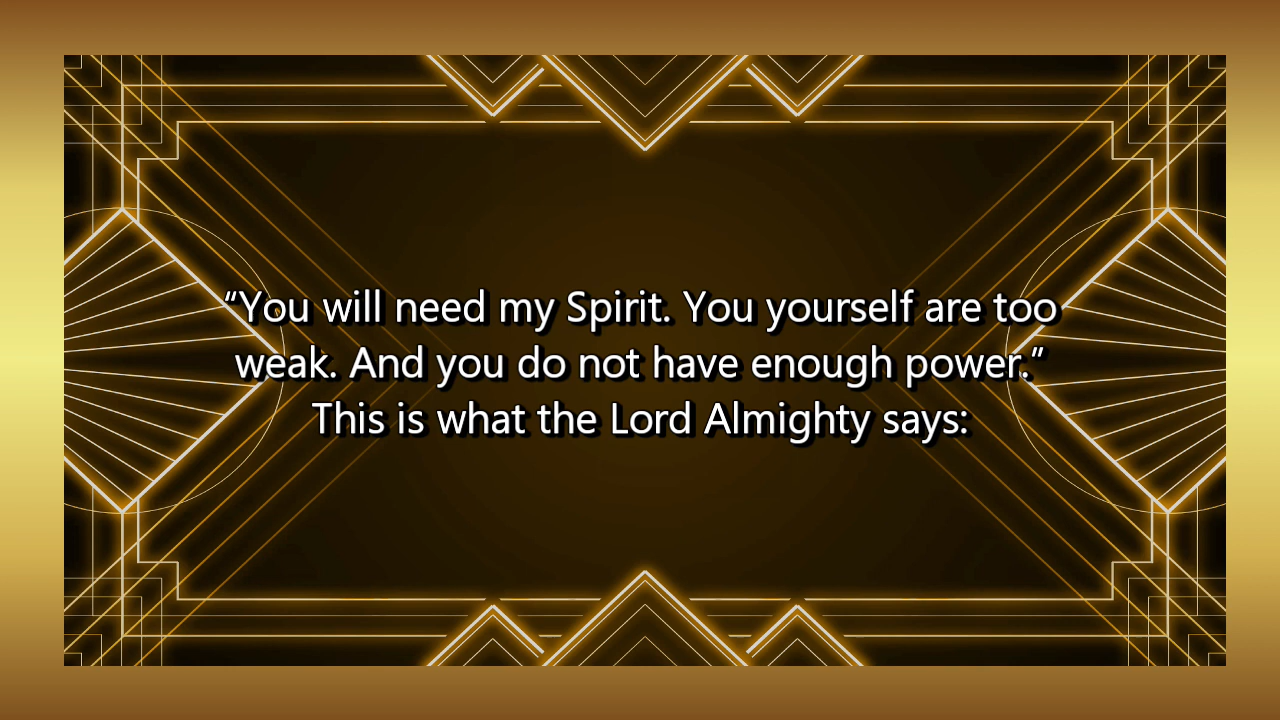 “You will need my Spirit. You yourself are too
weak. And you do not have enough power.”
This is what the Lord Almighty says: